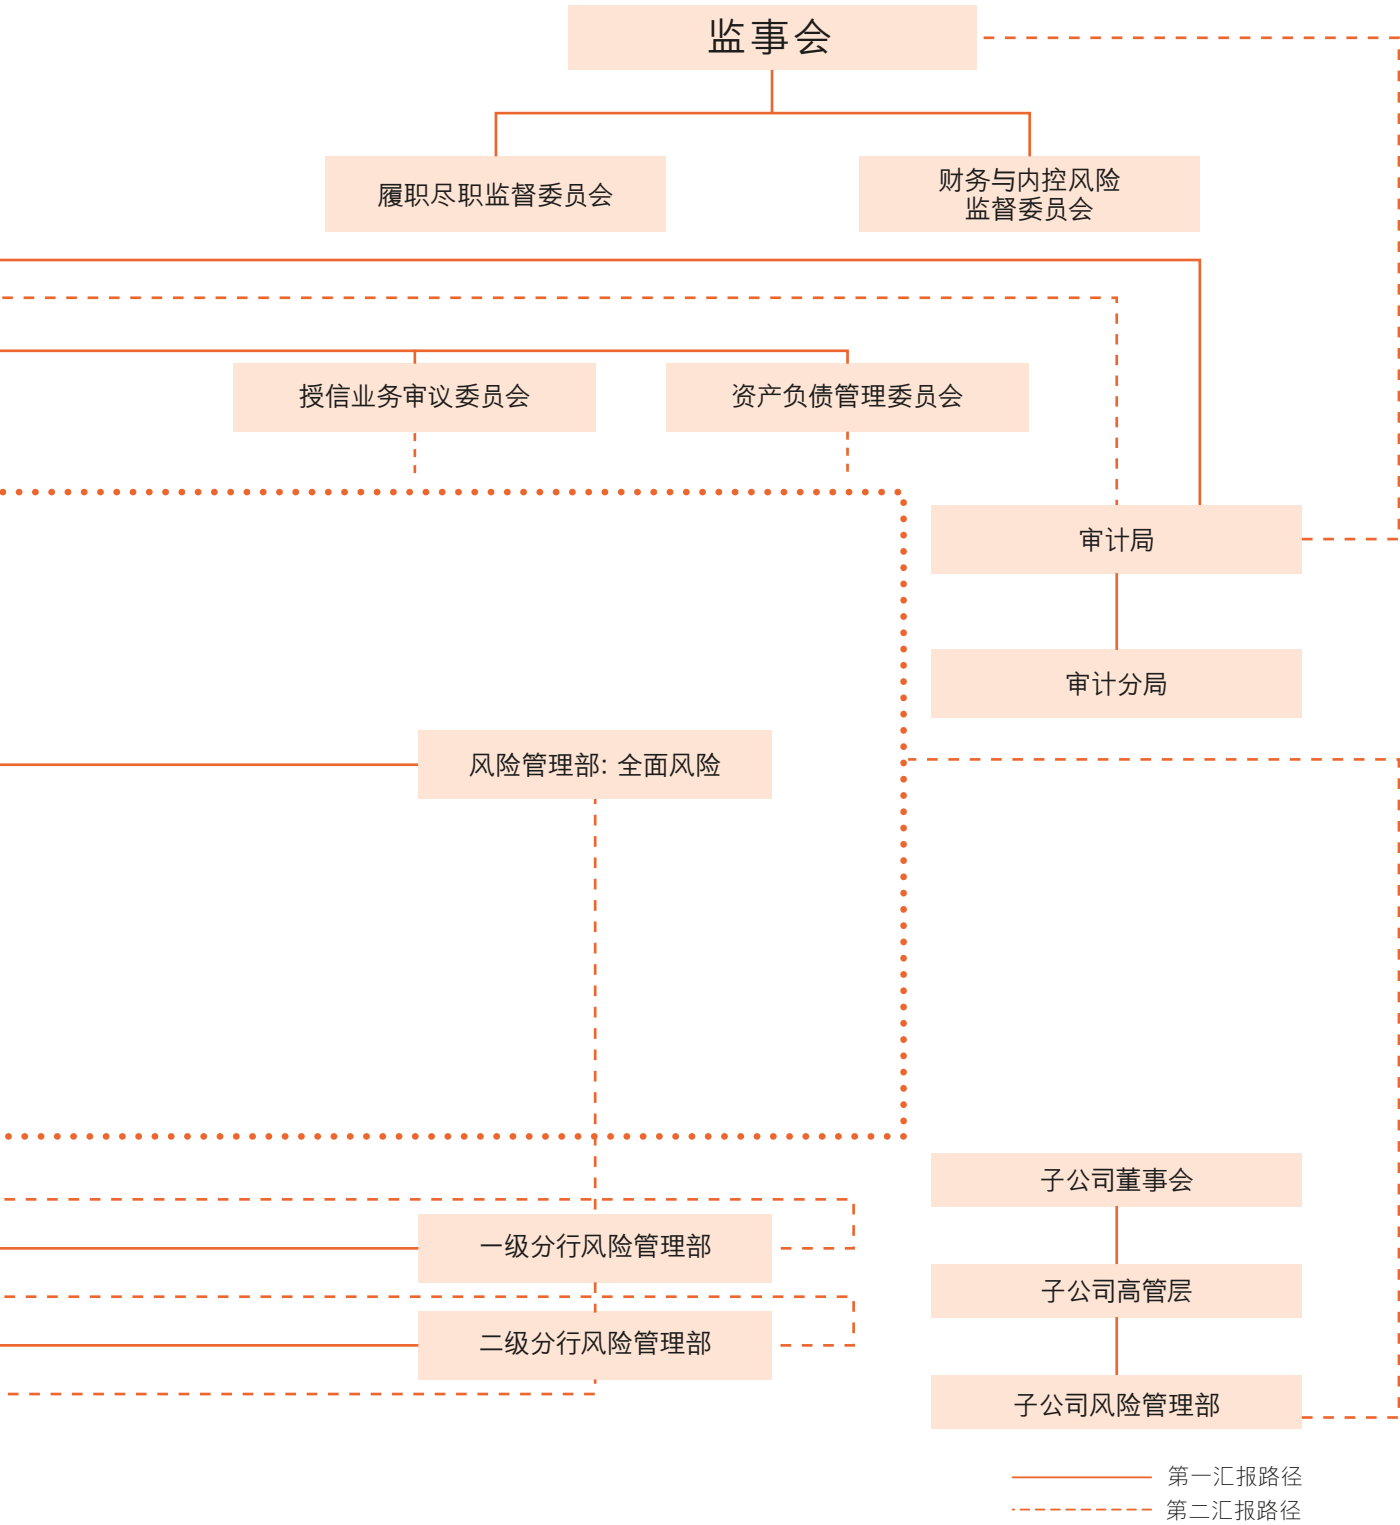 监事会
履职尽职监督委员会
财务与内控风险
监督委员会
授信业务审议委员会
资产负债管理委员会
审计局
审计分局
风险管理部: 全面风险
子公司董事会
一级分行风险管理部
子公司高管层
二级分行风险管理部
子公司风险管理部
第一汇报路径
第二汇报路径